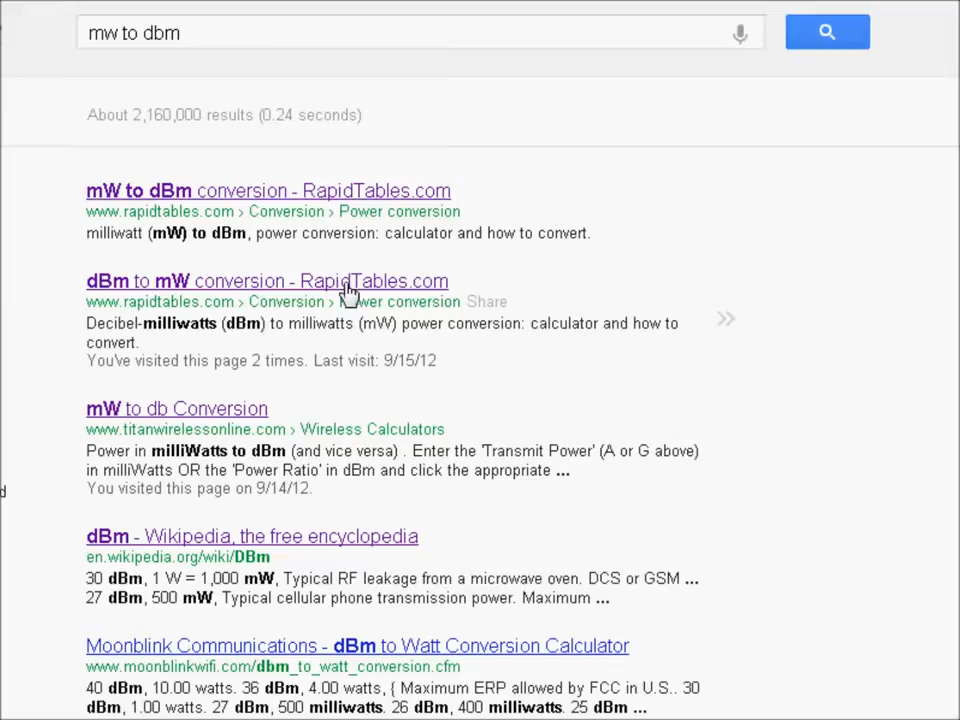 mw to dbm
About 2,160,000 results (0.24 seconds)
mW to dBm conversion - RapidTables.com
www.rapidtables.com › Conversion › Power conversion
milliwatt (mW) to dBm, power conversion: calculator and how to convert.
dBm to mW conversion - RapidTables.com
www.rapidtables.com › Conversion › Power conversion Share
Decibel-milliwatts (dBm) to milliwatts (mW) power conversion: calculator and how to
convert.
You've visited this page 2 times. Last visit: 9/15/12
mW to db Conversion
www.titanwirelessonline.com › Wireless Calculators
Power in milliWatts to dBm (and vice versa) . Enter the 'Transmit Power' (A or G above)
in milliWatts OR the 'Power Ratio' in dBm and click the appropriate ...
You visited this page on 9/14/12.
d
dBm - Wikipedia, the free encyclopedia
en.wikipedia.org/wiki/DBm
30 dBm, 1 W = 1,000 mW, Typical RF leakage from a microwave oven. DCS or GSM ...
27 dBm, 500 mW, Typical cellular phone transmission power. Maximum ...
Moonblink Communications - dBm to Watt Conversion Calculator
www.moonblinkwifi.com/dbm_to_watt_conversion.cfm
40 dBm, 10.00 watts. 36 dBm, 4.00 watts, { Maximum ERP allowed by FCC in U.S.. 30
dBm, 1.00 watts. 27 dBm, 500 milliwatts. 26 dBm, 400 milliwatts. 25 dBm ...